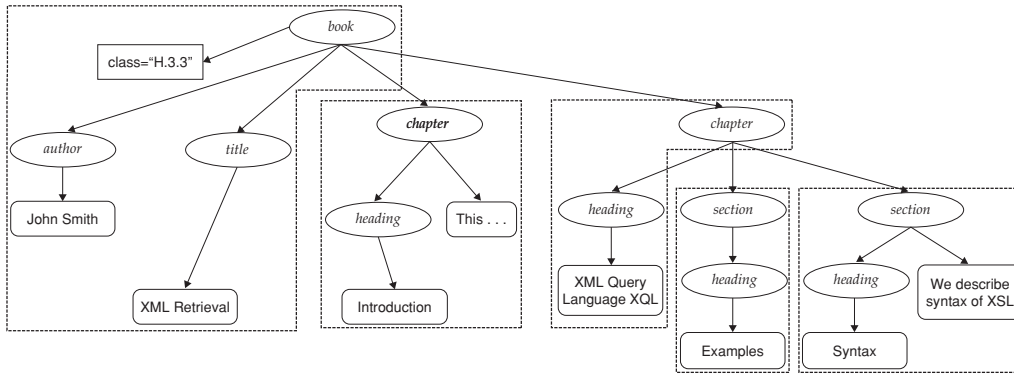 book
class=“H.3.3”
chapter
chapter
author
title
John Smith
heading
This . . .
heading
section
section
XML Query
Language XQL
heading
heading
We describe
syntax of XSL
XML Retrieval
Introduction
Examples
Syntax